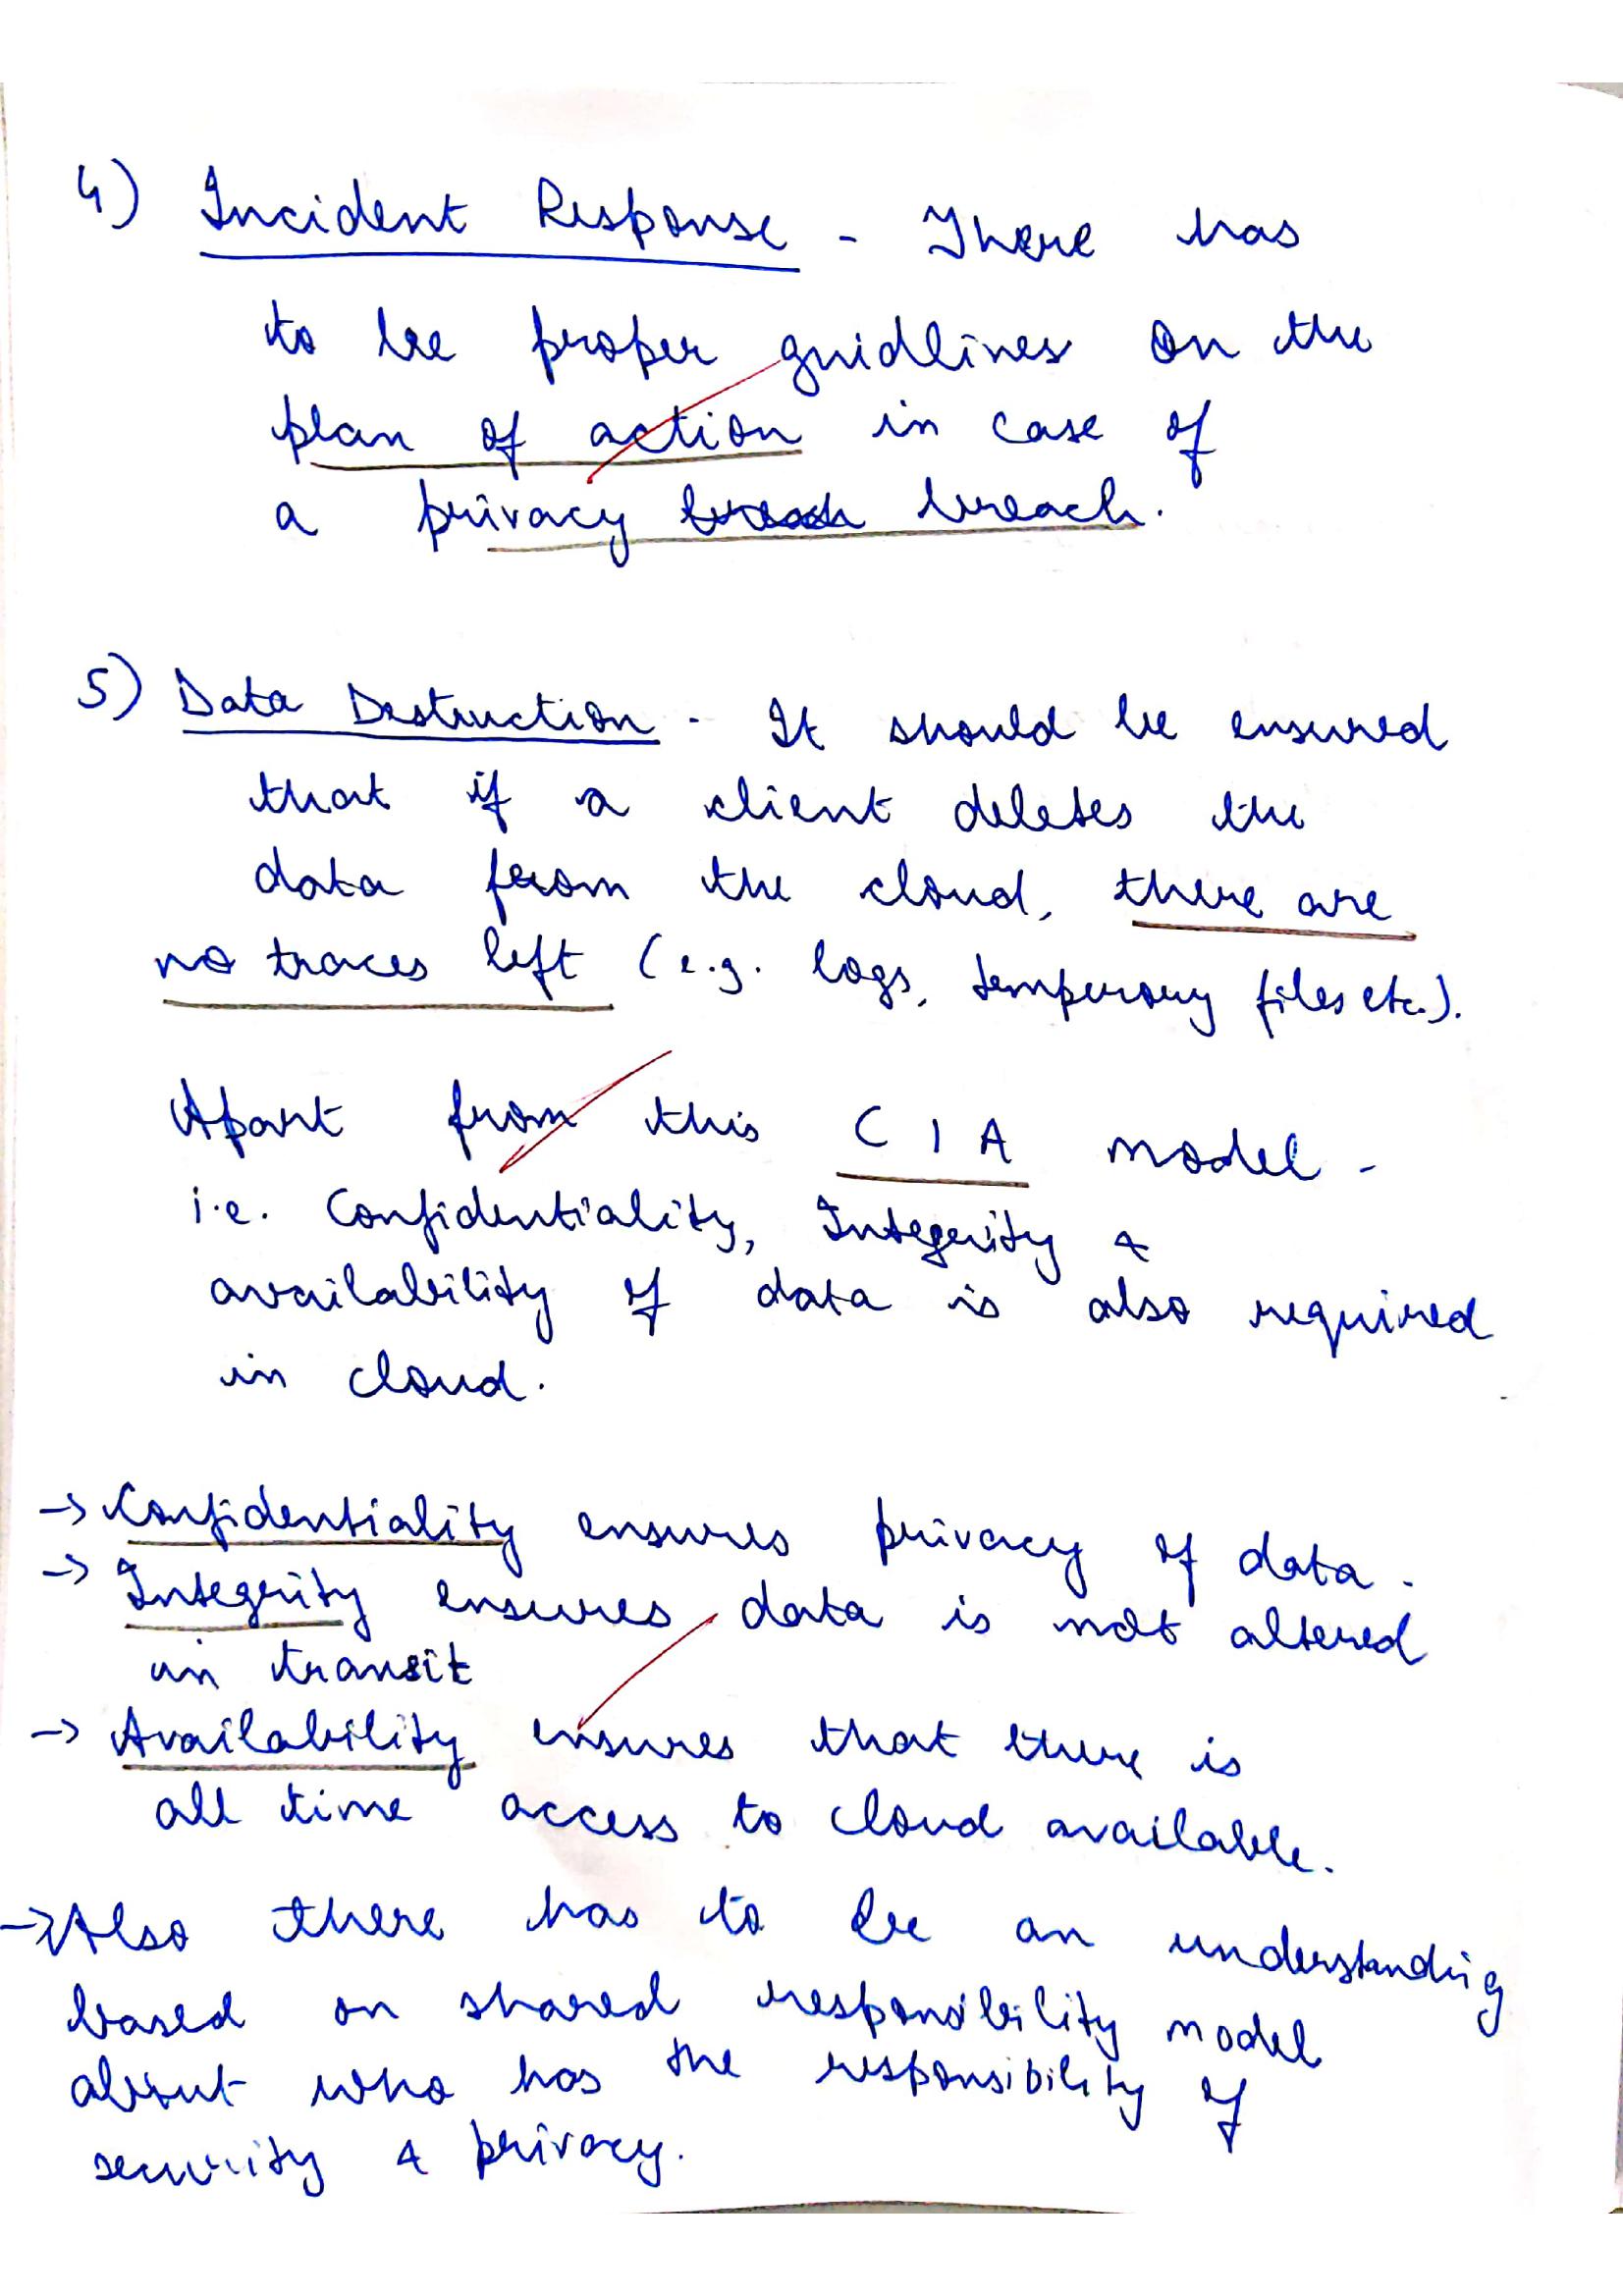 4) Incident Response - There has
to be proper guidlines on the
plan of action in case of
a privacy breach breach.
5) Data Destruction - It should be ensured
that if a client deletes the
data from the cloud, there are
no traces left (e.g. logs, temperory files etc.).
Apart from this C I A model -
i.e. Confidentiality, Integerity &
availability of data is also required
in cloud.
→ Confidentiality ensures privacy of data.
→ Integerity ensures data is not altered
in transit
→ Availability ensures that there is
all time access to cloud available.
→ Also there has to be an understanding
based on shared responsibility model
about who has the responsibility of
security & privacy.